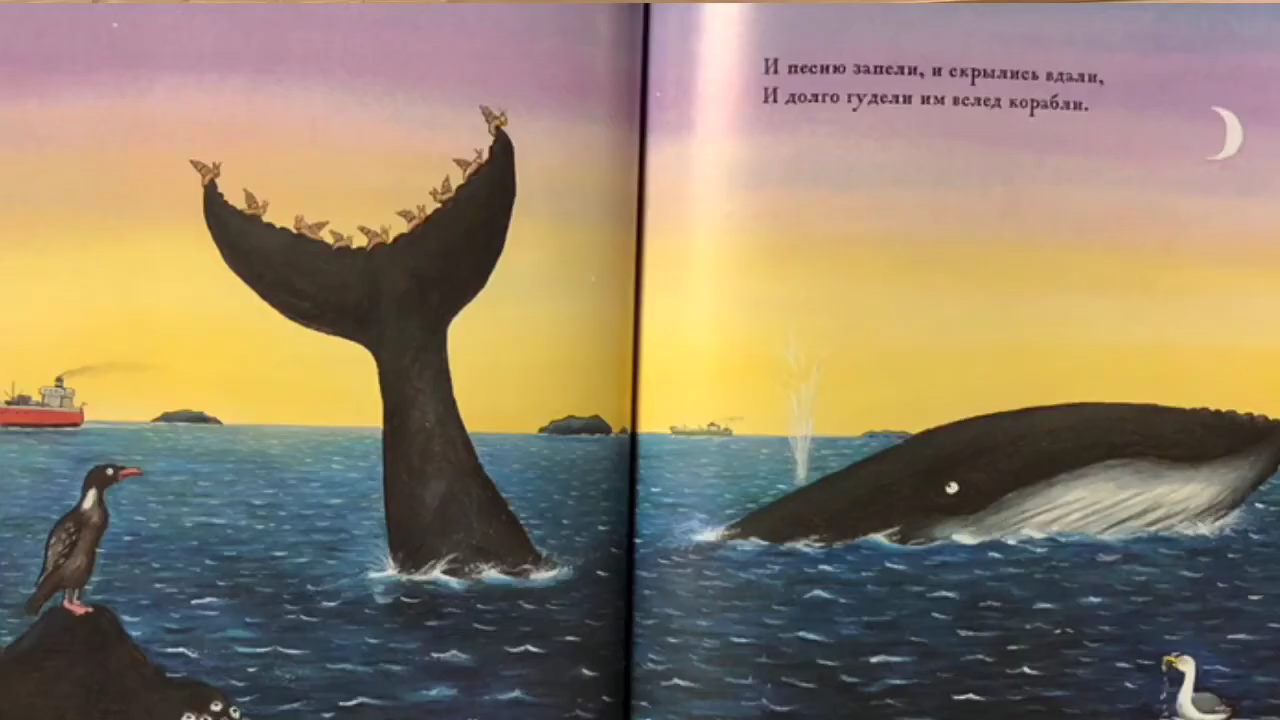 И песню запели, и скрылись вдали,
И долго гудели им вслед корабли.